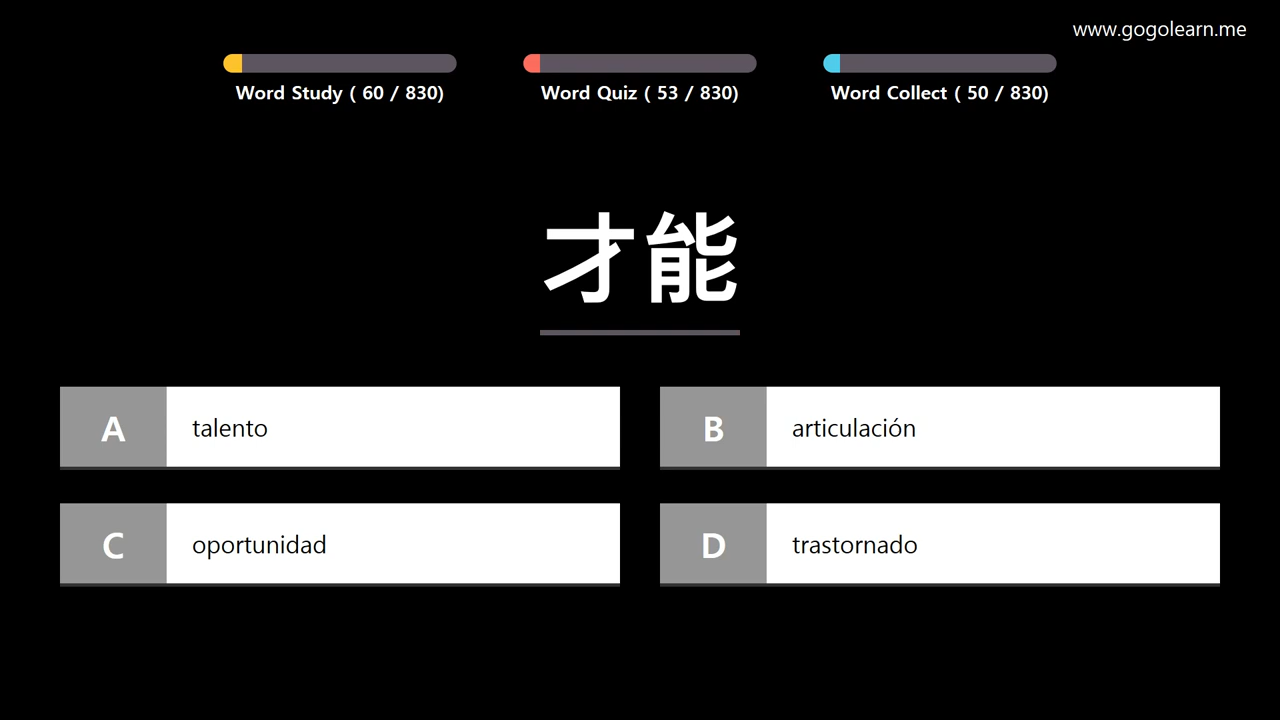 www.gogolearn.me
Word Study ( 60 / 830)
Word Quiz ( 53 / 830)
Word Collect ( 50 / 830)
才能
A talento
B articulación
C oportunidad
D trastornado